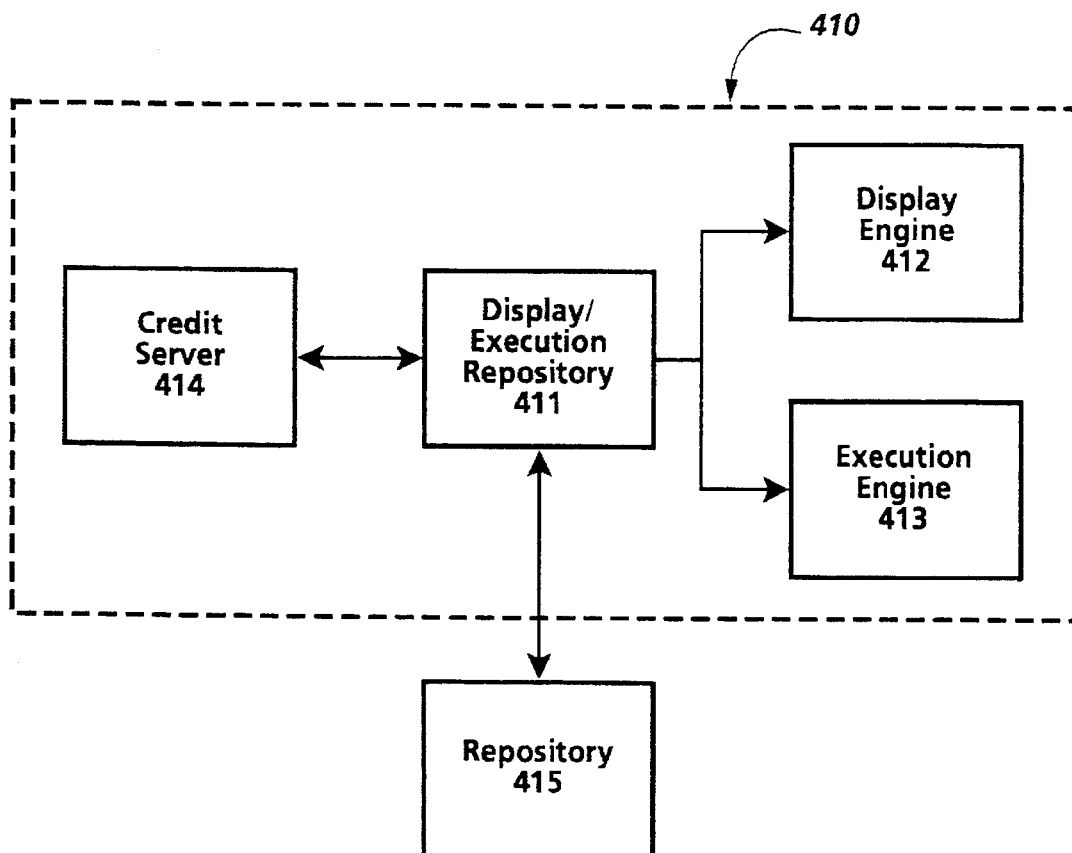 410
Display
Engine
412
Credit
Server
414
Display/
Execution
Repository
411
Execution
Engine
413
Repository
415